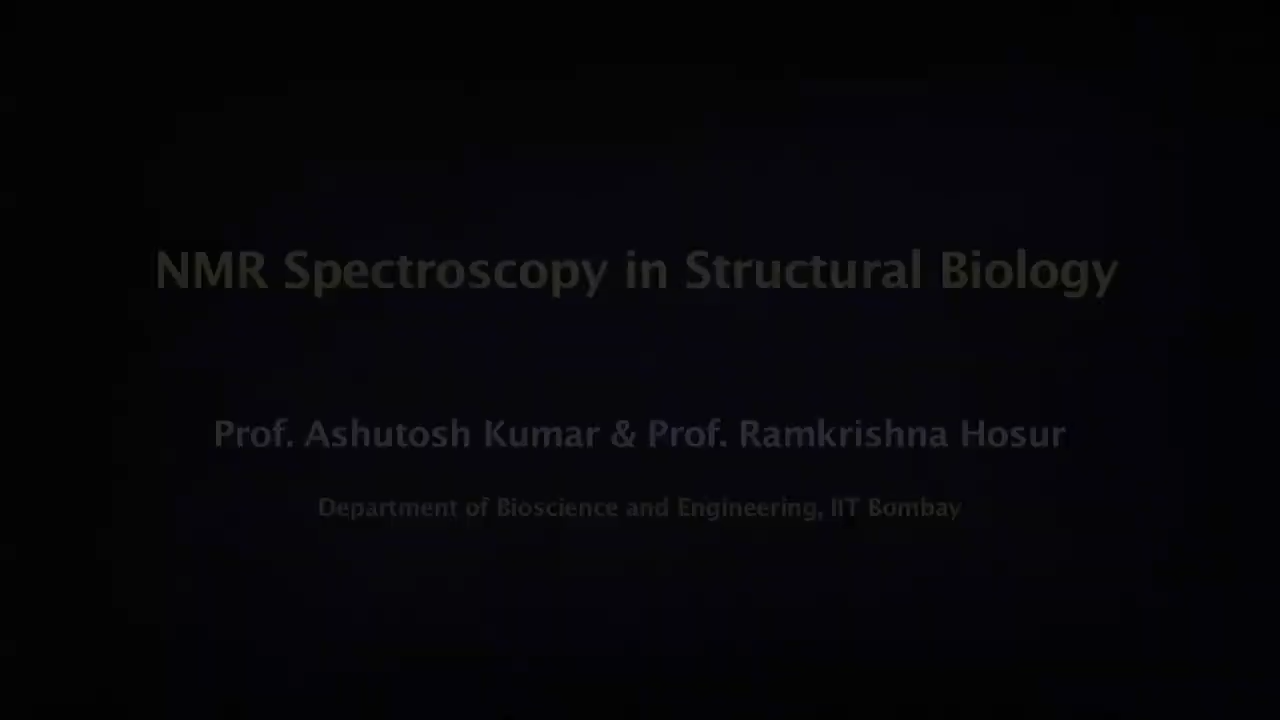 NMR Spectroscopy in Structural Biology
Prof. Ashutosh Kumar & Prof. Ramkrishna Hosur
Department of Bioscience and Engineering, IIT Bombay